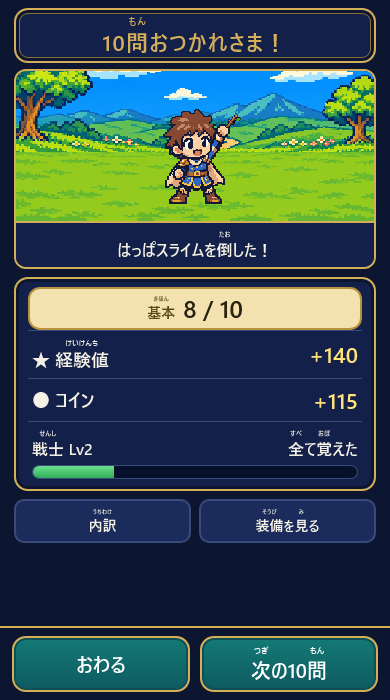 もん
10問おつかれさま！
たお
はっぱスライムを倒した！
きほん
基本 8 / 10
けいけんち
★ 経験値 +140
● コイン +115
せんし すべ おぼ
戦士 Lv2 全て覚えた
うちわけ そうび み
内訳 装備を見る
つぎ もん
おわる 次の10問